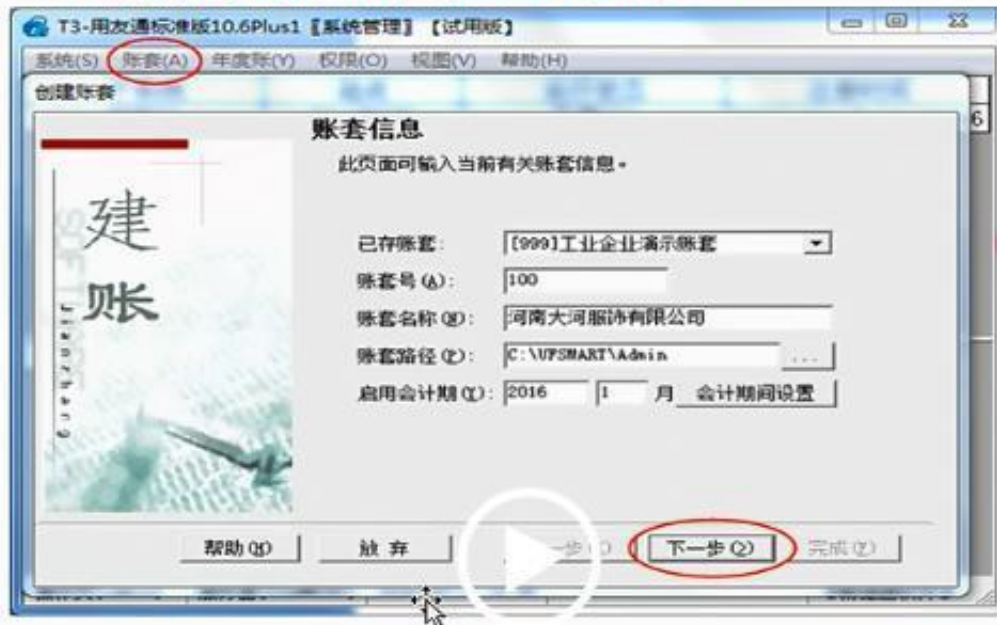 T3-用友通标准版10.6Plus1〖系统管理〗【试用版】
系统(S) 账套(A) 年度账(Y) 权限(O) 视图(V) 帮助(H)
创建账套
6
账套信息
此页面可输入当前有关账套信息。
建账
Jianzhang
已存账套: [999]工业企业演示账套
账套号(A): 100
账套名称(N): 河南大河服饰有限公司
账套路径(P): C:\UFSMART\Admin ...
启用会计期(Y): 2016 1 月 会计期间设置
帮助(H) 放弃 下一步(>) 完成(F)